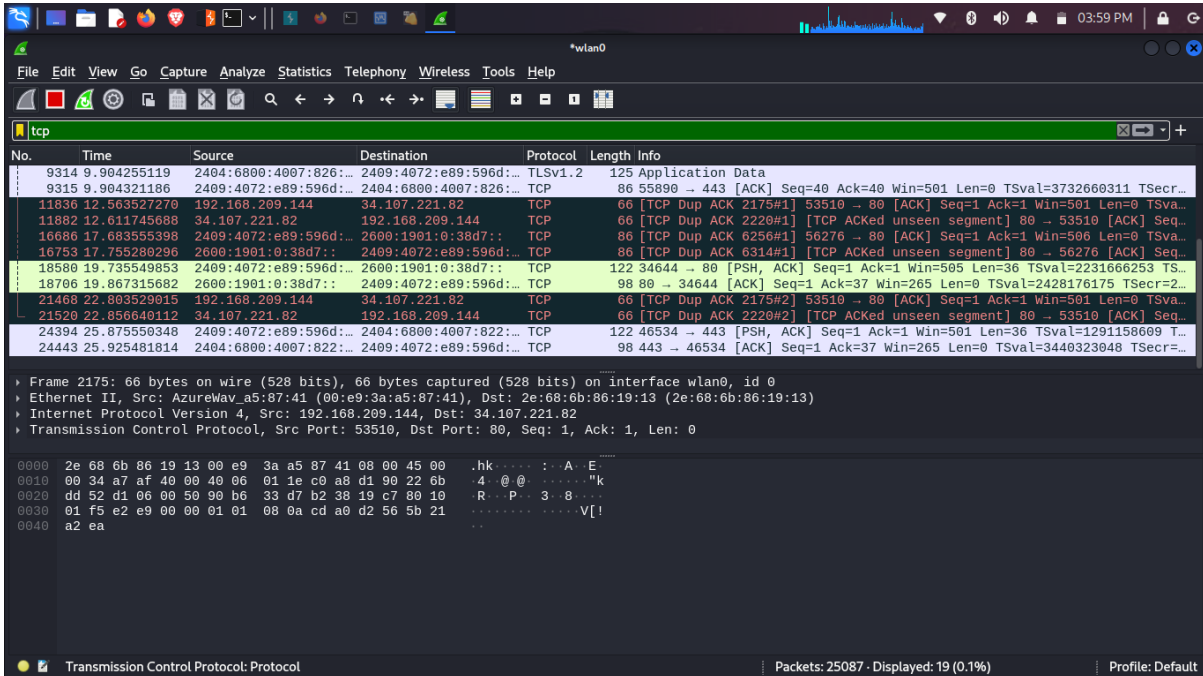 03:59 PM
*wlan0
File Edit View Go Capture Analyze Statistics Telephony Wireless Tools Help
tcp
No. Time Source Destination Protocol Length Info
9314 9.904255119 2404:6800:4007:826:… 2409:4072:e89:596d:… TLSv1.2 125 Application Data
9315 9.904321186 2409:4072:e89:596d:… 2404:6800:4007:826:… TCP 86 55890 → 443 [ACK] Seq=40 Ack=40 Win=501 Len=0 TSval=3732660311 TSecr…
11836 12.563527270 192.168.209.144 34.107.221.82 TCP 66 [TCP Dup ACK 2175#1] 53510 → 80 [ACK] Seq=1 Ack=1 Win=501 Len=0 TSva…
11882 12.611745688 34.107.221.82 192.168.209.144 TCP 66 [TCP Dup ACK 2220#1] [TCP ACKed unseen segment] 80 → 53510 [ACK] Seq…
16686 17.683555398 2409:4072:e89:596d:… 2600:1901:0:38d7:: TCP 86 [TCP Dup ACK 6256#1] 56276 → 80 [ACK] Seq=1 Ack=1 Win=506 Len=0 TSva…
16753 17.755280296 2600:1901:0:38d7:: 2409:4072:e89:596d:… TCP 86 [TCP Dup ACK 6314#1] [TCP ACKed unseen segment] 80 → 56276 [ACK] Seq…
18580 19.735549853 2409:4072:e89:596d:… 2600:1901:0:38d7:: TCP 122 34644 → 80 [PSH, ACK] Seq=1 Ack=1 Win=505 Len=36 TSval=2231666253 TS…
18706 19.867315682 2600:1901:0:38d7:: 2409:4072:e89:596d:… TCP 98 80 → 34644 [ACK] Seq=1 Ack=37 Win=265 Len=0 TSval=2428176175 TSecr=2…
21468 22.803529015 192.168.209.144 34.107.221.82 TCP 66 [TCP Dup ACK 2175#2] 53510 → 80 [ACK] Seq=1 Ack=1 Win=501 Len=0 TSva…
21520 22.856640112 34.107.221.82 192.168.209.144 TCP 66 [TCP Dup ACK 2220#2] [TCP ACKed unseen segment] 80 → 53510 [ACK] Seq…
24394 25.875550348 2409:4072:e89:596d:… 2404:6800:4007:822:… TCP 122 46534 → 443 [PSH, ACK] Seq=1 Ack=1 Win=501 Len=36 TSval=1291158609 T…
24443 25.925481814 2404:6800:4007:822:… 2409:4072:e89:596d:… TCP 98 443 → 46534 [ACK] Seq=1 Ack=37 Win=265 Len=0 TSval=3440323048 TSecr=…
Frame 2175: 66 bytes on wire (528 bits), 66 bytes captured (528 bits) on interface wlan0, id 0
Ethernet II, Src: AzureWav_a5:87:41 (00:e9:3a:a5:87:41), Dst: 2e:68:6b:86:19:13 (2e:68:6b:86:19:13)
Internet Protocol Version 4, Src: 192.168.209.144, Dst: 34.107.221.82
Transmission Control Protocol, Src Port: 53510, Dst Port: 80, Seq: 1, Ack: 1, Len: 0
0000 2e 68 6b 86 19 13 00 e9 3a a5 87 41 08 00 45 00 .hk····· :··A··E·
0010 00 34 a7 af 40 00 40 06 01 1e c0 a8 d1 90 22 6b ·4··@·@· ······"k
0020 dd 52 d1 06 00 50 90 b6 33 d7 b2 38 19 c7 80 10 ·R···P·· 3··8····
0030 01 f5 e2 e9 00 00 01 01 08 0a cd a0 d2 56 5b 21 ········ ·····V[!
0040 a2 ea ··
Transmission Control Protocol: Protocol
Packets: 25087 · Displayed: 19 (0.1%)
Profile: Default